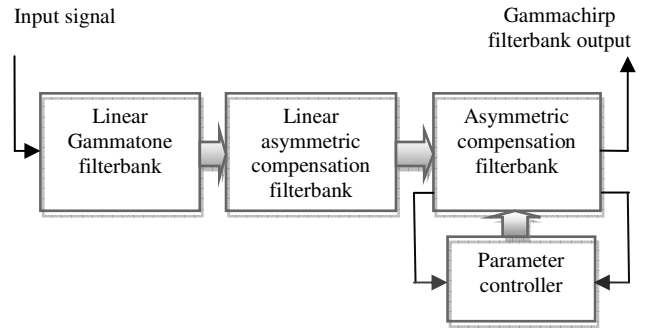 Input signal
Gammachirp
filterbank output
Linear
Gammatone
filterbank
Linear
asymmetric
compensation
filterbank
Asymmetric
compensation
filterbank
Parameter
controller